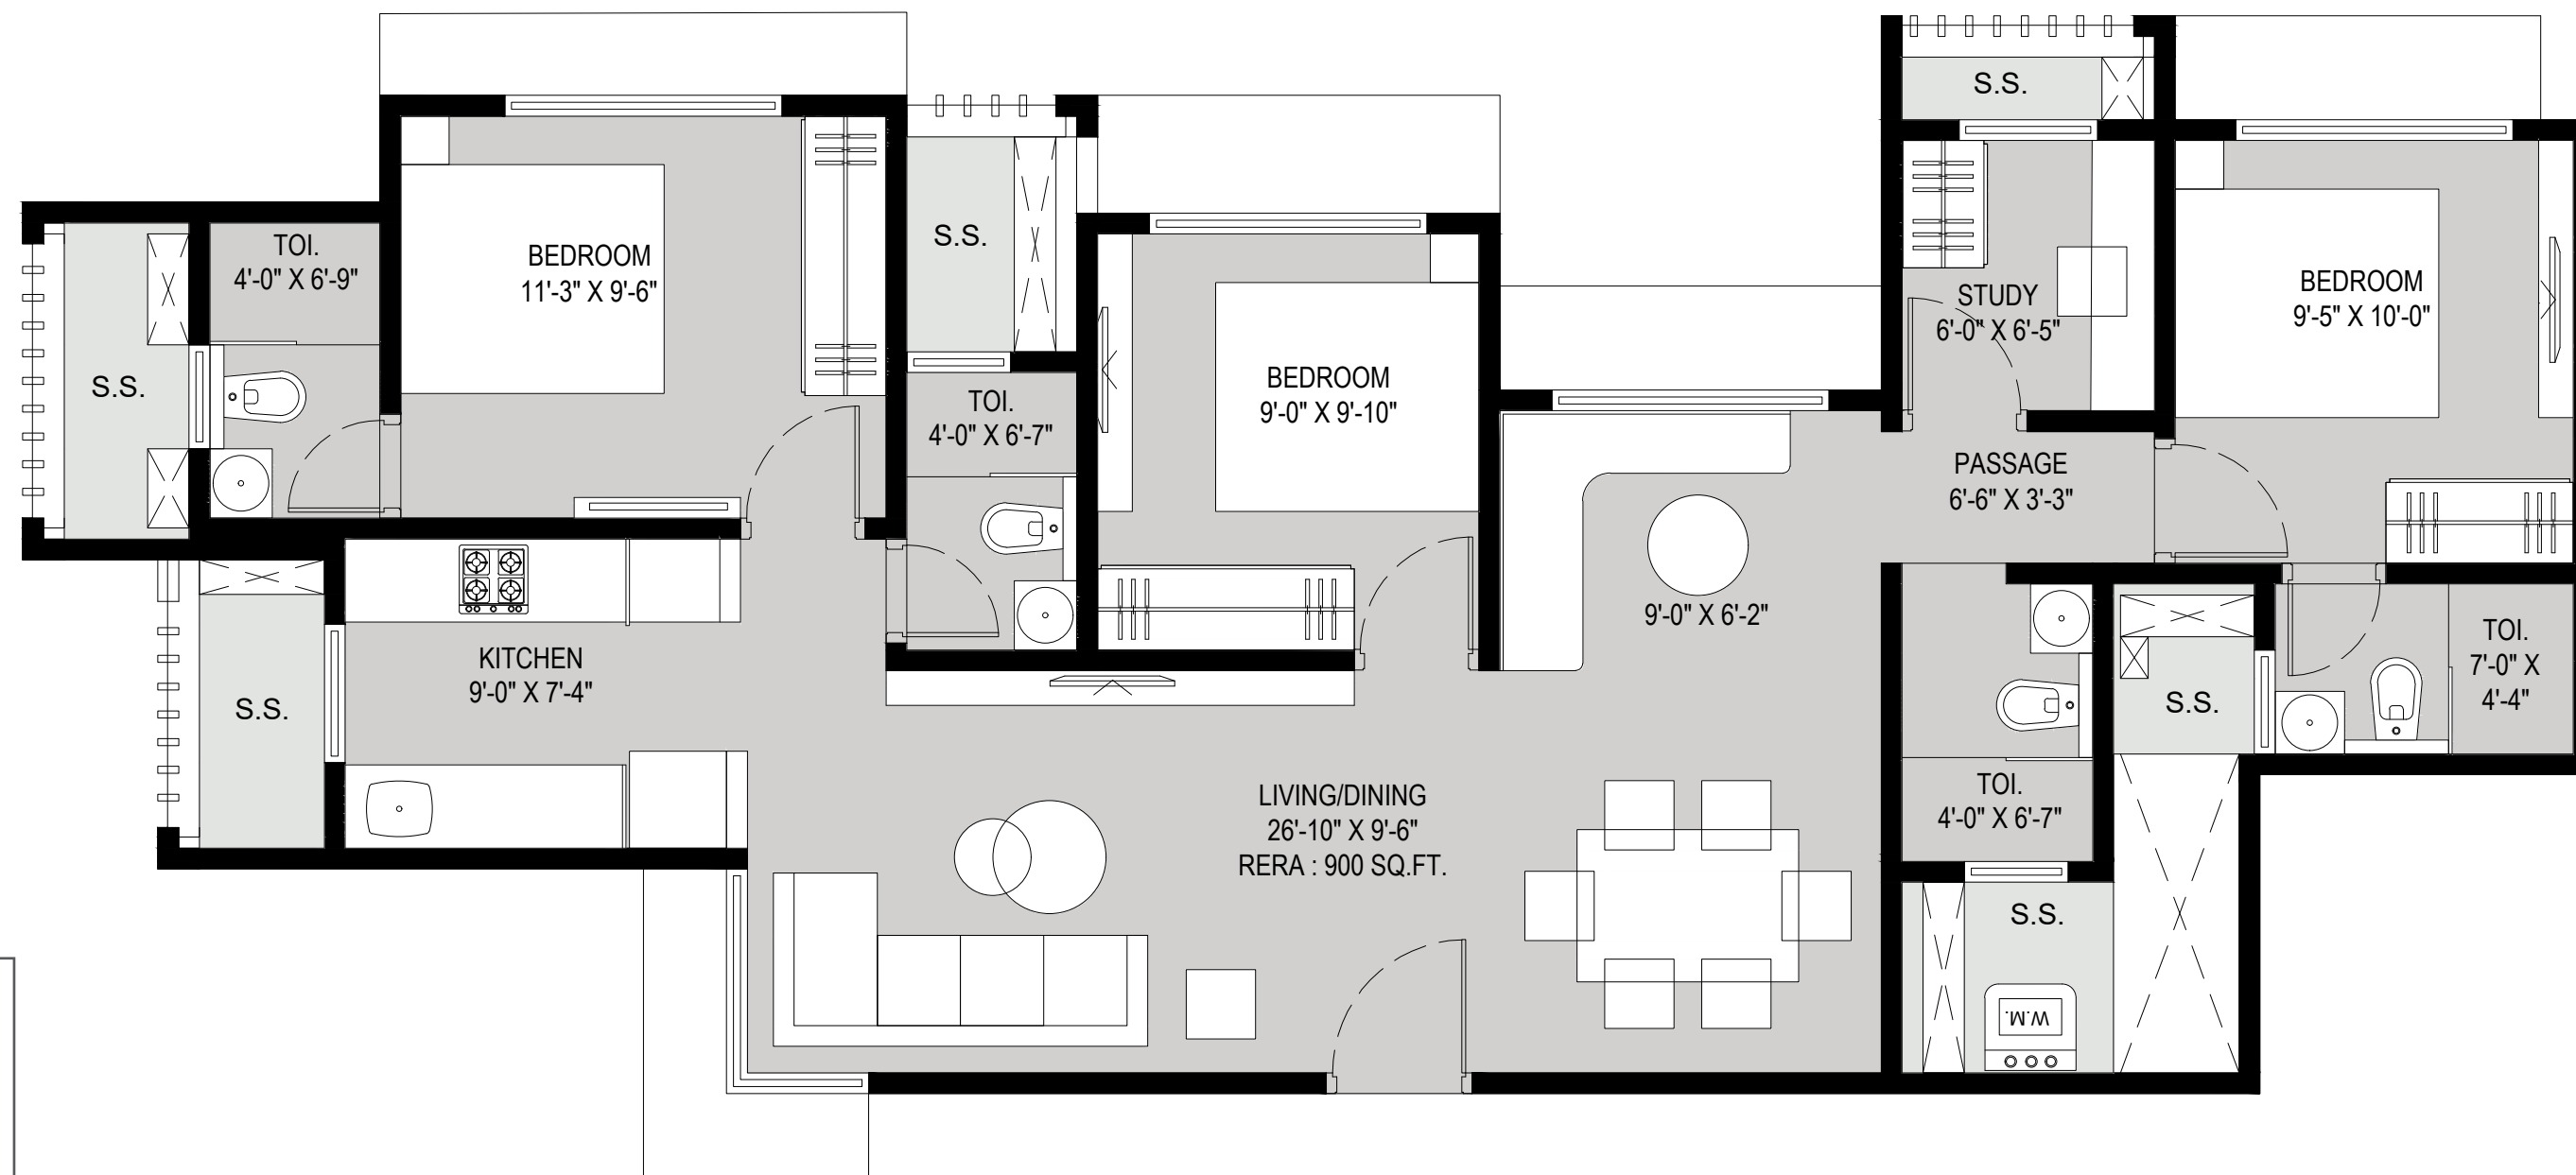 S.S.
TOI.
4'-0" X 6'-9"
BEDROOM
11'-3" X 9'-6"
S.S.
S.S.
STUDY
6'-0" X 6'-5"
BEDROOM
9'-5" X 10'-0"
S.S.
TOI.
4'-0" X 6'-7"
BEDROOM
9'-0" X 9'-10"
PASSAGE
6'-6" X 3'-3"
9'-0" X 6'-2"
KITCHEN
9'-0" X 7'-4"
S.S.
S.S.
TOI.
7'-0" X
4'-4"
LIVING/DINING
26'-10" X 9'-6"
RERA : 900 SQ.FT.
TOI.
4'-0" X 6'-7"
S.S.
W.M.